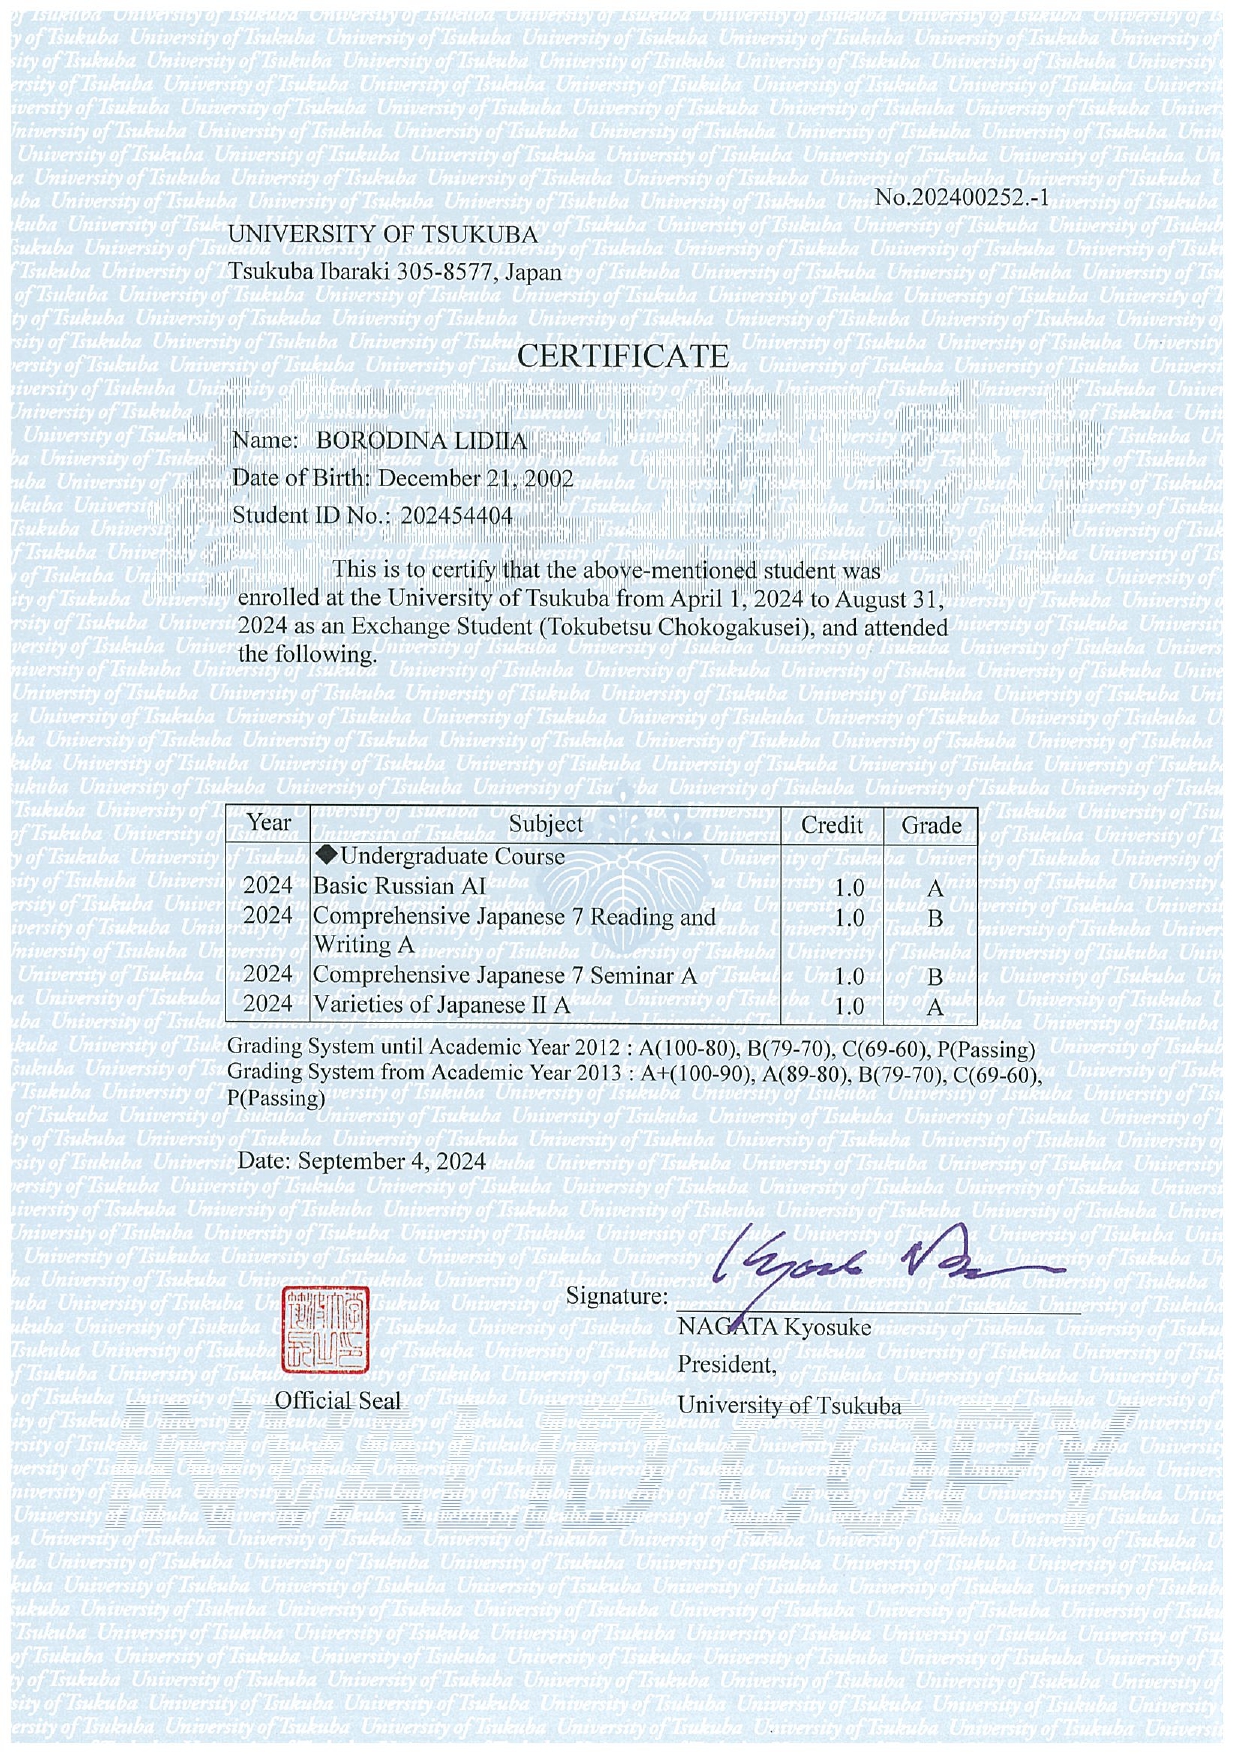 No.202400252.-1
UNIVERSITY OF TSUKUBA
Tsukuba Ibaraki 305-8577, Japan
CERTIFICATE
Name: BORODINA LIDIIA
Date of Birth: December 21, 2002
Student ID No.: 202454404
This is to certify that the above-mentioned student was
enrolled at the University of Tsukuba from April 1, 2024 to August 31,
2024 as an Exchange Student (Tokubetsu Chokogakusei), and attended
the following.
Year Subject Credit Grade
◆Undergraduate Course
2024 Basic Russian AI 1.0 A
2024 Comprehensive Japanese 7 Reading and 1.0 B
Writing A
2024 Comprehensive Japanese 7 Seminar A 1.0 B
2024 Varieties of Japanese II A 1.0 A
Grading System until Academic Year 2012 : A(100-80), B(79-70), C(69-60), P(Passing)
Grading System from Academic Year 2013 : A+(100-90), A(89-80), B(79-70), C(69-60),
P(Passing)
Date: September 4, 2024
Signature:
NAGATA Kyosuke
President,
University of Tsukuba
Official Seal
INVALID COPY